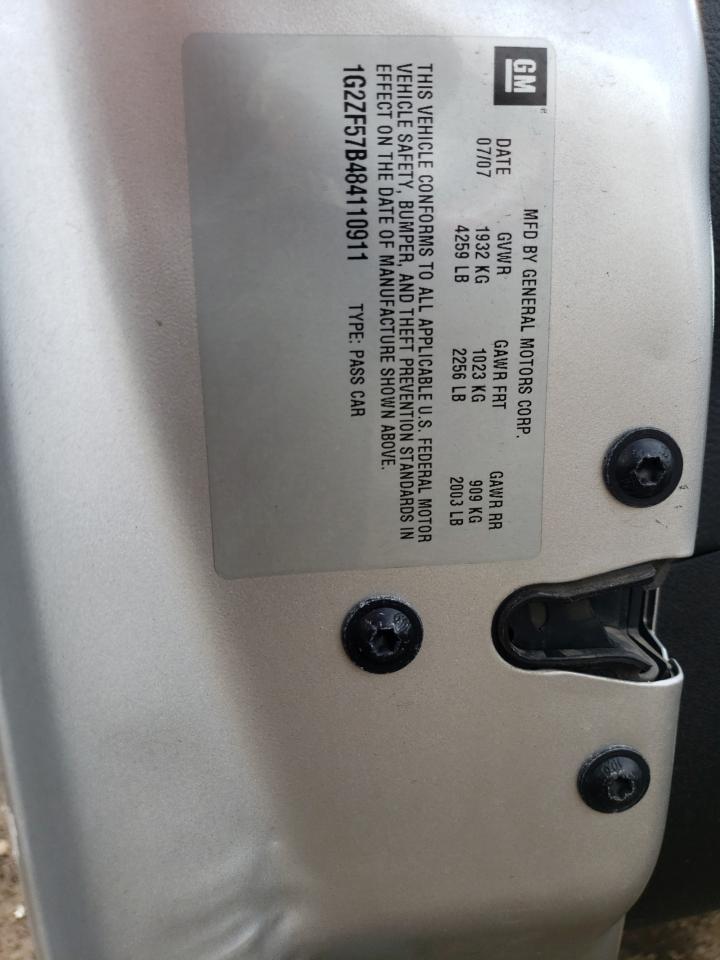 GM
MFD BY GENERAL MOTORS CORP.
DATE GVWR GAWR FRT GAWR RR
07/07 1932 KG 1023 KG 909 KG
4259 LB 2256 LB 2003 LB
THIS VEHICLE CONFORMS TO ALL APPLICABLE U.S. FEDERAL MOTOR
VEHICLE SAFETY, BUMPER, AND THEFT PREVENTION STANDARDS IN
EFFECT ON THE DATE OF MANUFACTURE SHOWN ABOVE.
1G2ZF57B484110911 TYPE: PASS CAR